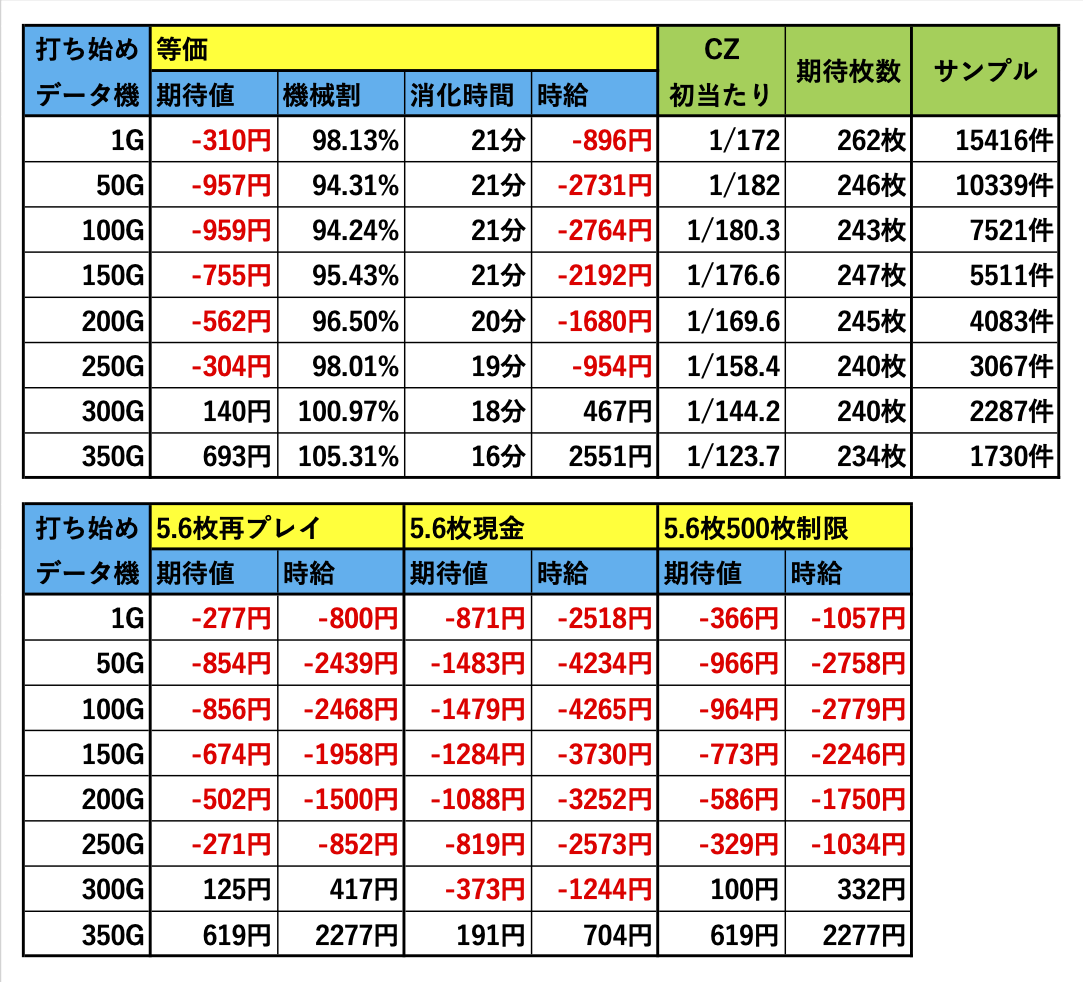 打ち始め 等価 CZ 期待枚数 サンプル
データ機 期待値 機械割 消化時間 時給 初当たり
1G -310円 98.13% 21分 -896円 1/172 262枚 15416件
50G -957円 94.31% 21分 -2731円 1/182 246枚 10339件
100G -959円 94.24% 21分 -2764円 1/180.3 243枚 7521件
150G -755円 95.43% 21分 -2192円 1/176.6 247枚 5511件
200G -562円 96.50% 20分 -1680円 1/169.6 245枚 4083件
250G -304円 98.01% 19分 -954円 1/158.4 240枚 3067件
300G 140円 100.97% 18分 467円 1/144.2 240枚 2287件
350G 693円 105.31% 16分 2551円 1/123.7 234枚 1730件
打ち始め 5.6枚再プレイ 5.6枚現金 5.6枚500枚制限
データ機 期待値 時給 期待値 時給 期待値 時給
1G -277円 -800円 -871円 -2518円 -366円 -1057円
50G -854円 -2439円 -1483円 -4234円 -966円 -2758円
100G -856円 -2468円 -1479円 -4265円 -964円 -2779円
150G -674円 -1958円 -1284円 -3730円 -773円 -2246円
200G -502円 -1500円 -1088円 -3252円 -586円 -1750円
250G -271円 -852円 -819円 -2573円 -329円 -1034円
300G 125円 417円 -373円 -1244円 100円 332円
350G 619円 2277円 191円 704円 619円 2277円